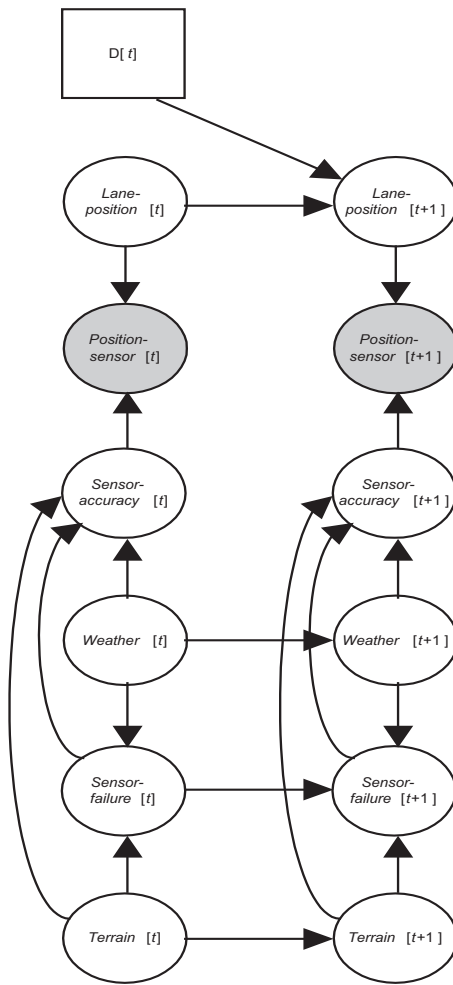 D[ t]
Lane-
position [t]
Lane-
position [t+1 ]
Position-
sensor [t]
Position-
sensor [t+1 ]
Sensor-
accuracy [t]
Sensor-
accuracy [t+1]
Weather [t]
Weather [t+1 ]
Sensor-
failure [t]
Sensor-
failure [t+1 ]
Terrain [t]
Terrain [t+1 ]